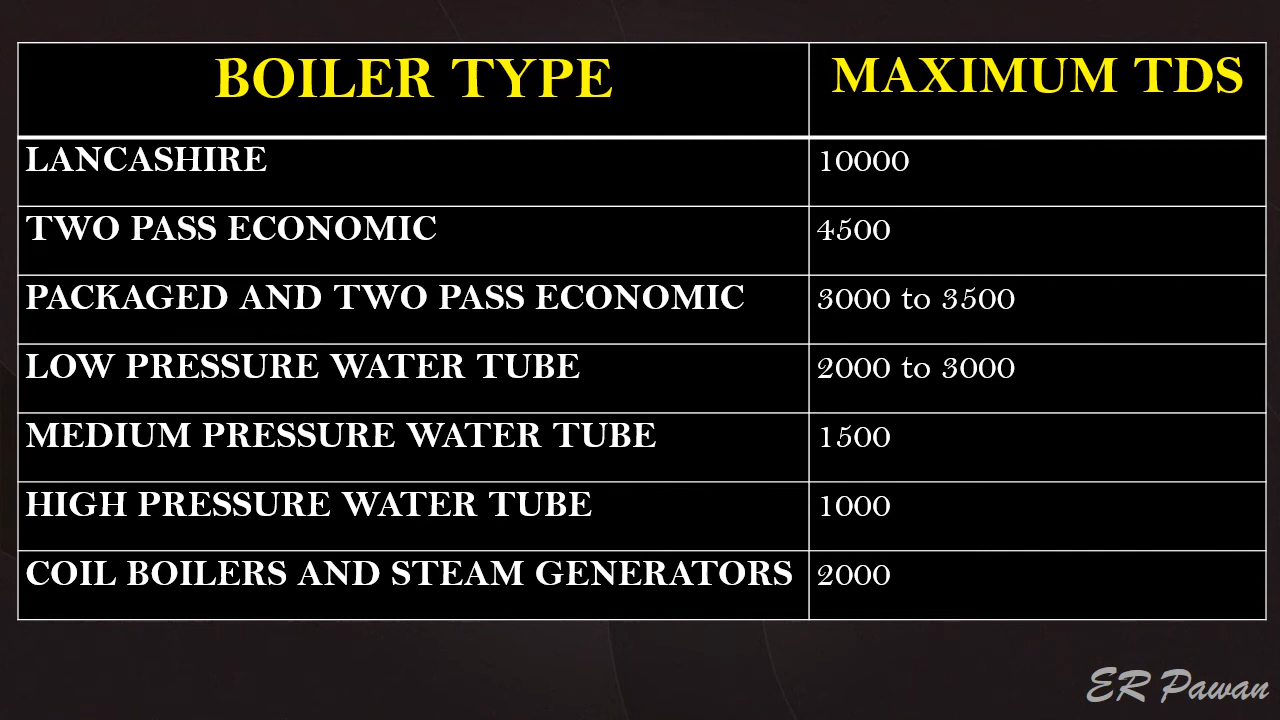 BOILER TYPE MAXIMUM TDS
LANCASHIRE 10000
TWO PASS ECONOMIC 4500
PACKAGED AND TWO PASS ECONOMIC 3000 to 3500
LOW PRESSURE WATER TUBE 2000 to 3000
MEDIUM PRESSURE WATER TUBE 1500
HIGH PRESSURE WATER TUBE 1000
COIL BOILERS AND STEAM GENERATORS 2000
ER Pawan